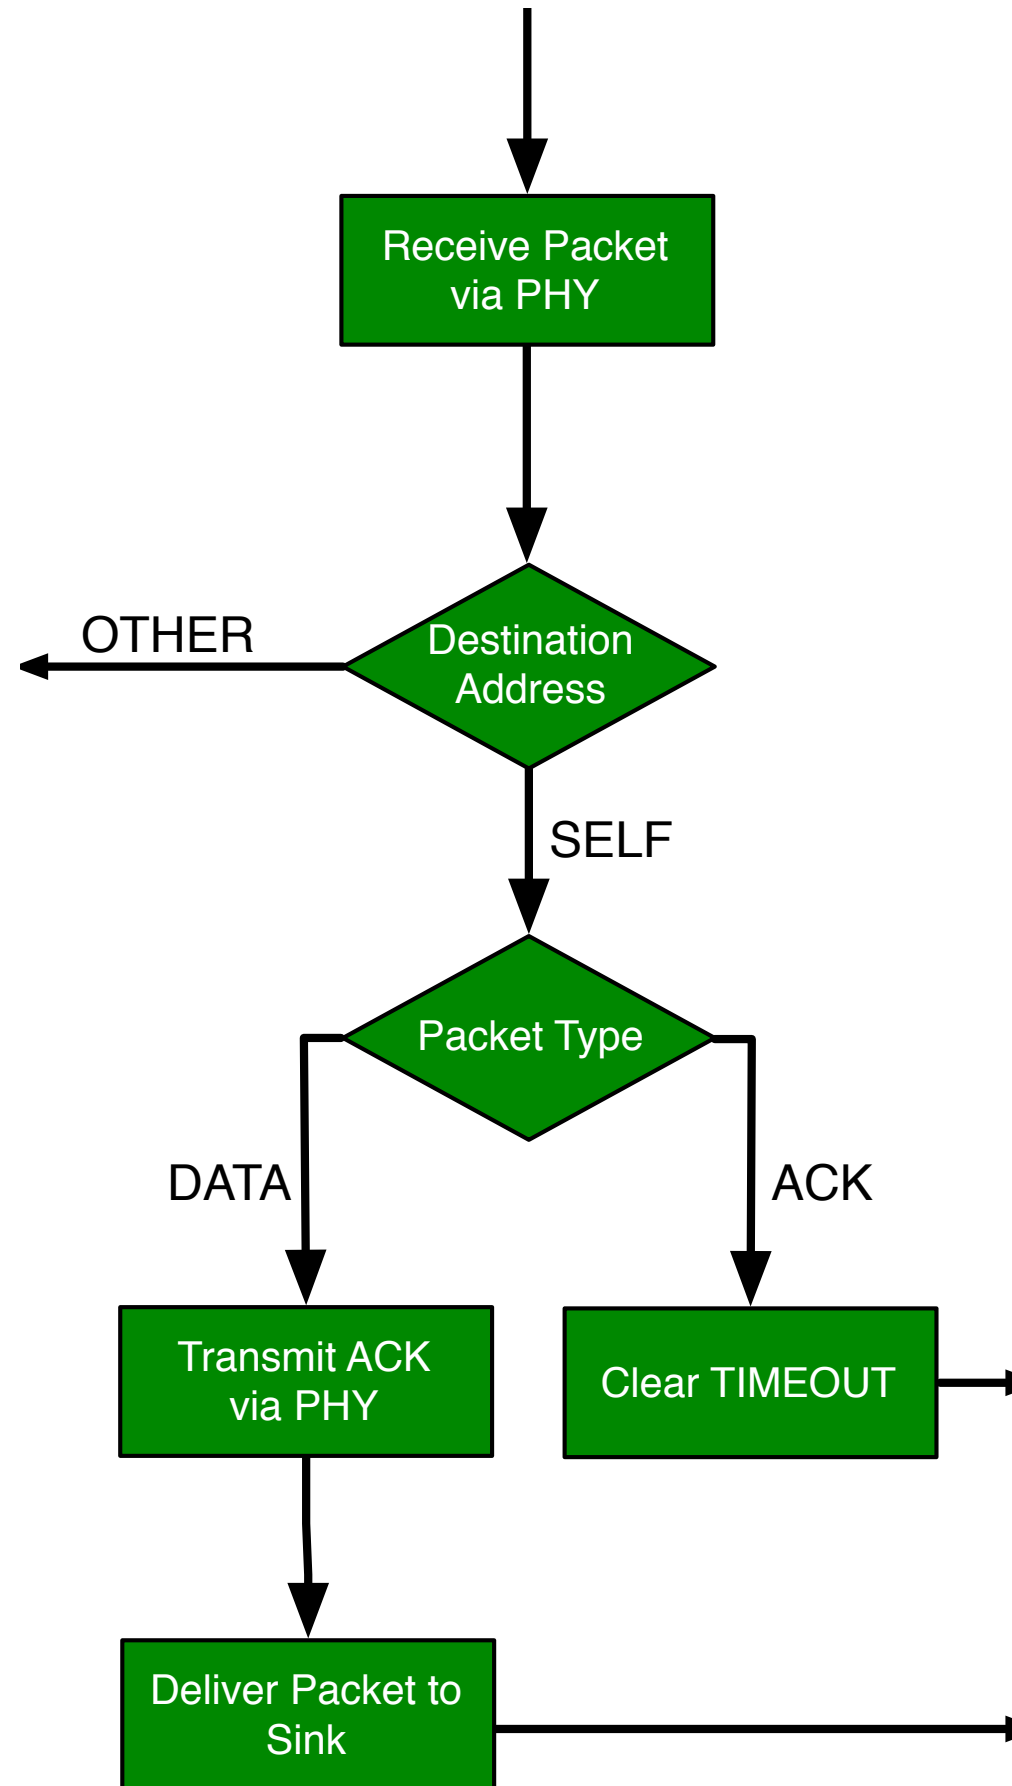 Receive Packet
via PHY
OTHER
Destination
Address
SELF
Packet Type
DATA
ACK
Transmit ACK
via PHY
Clear TIMEOUT
Deliver Packet to
Sink